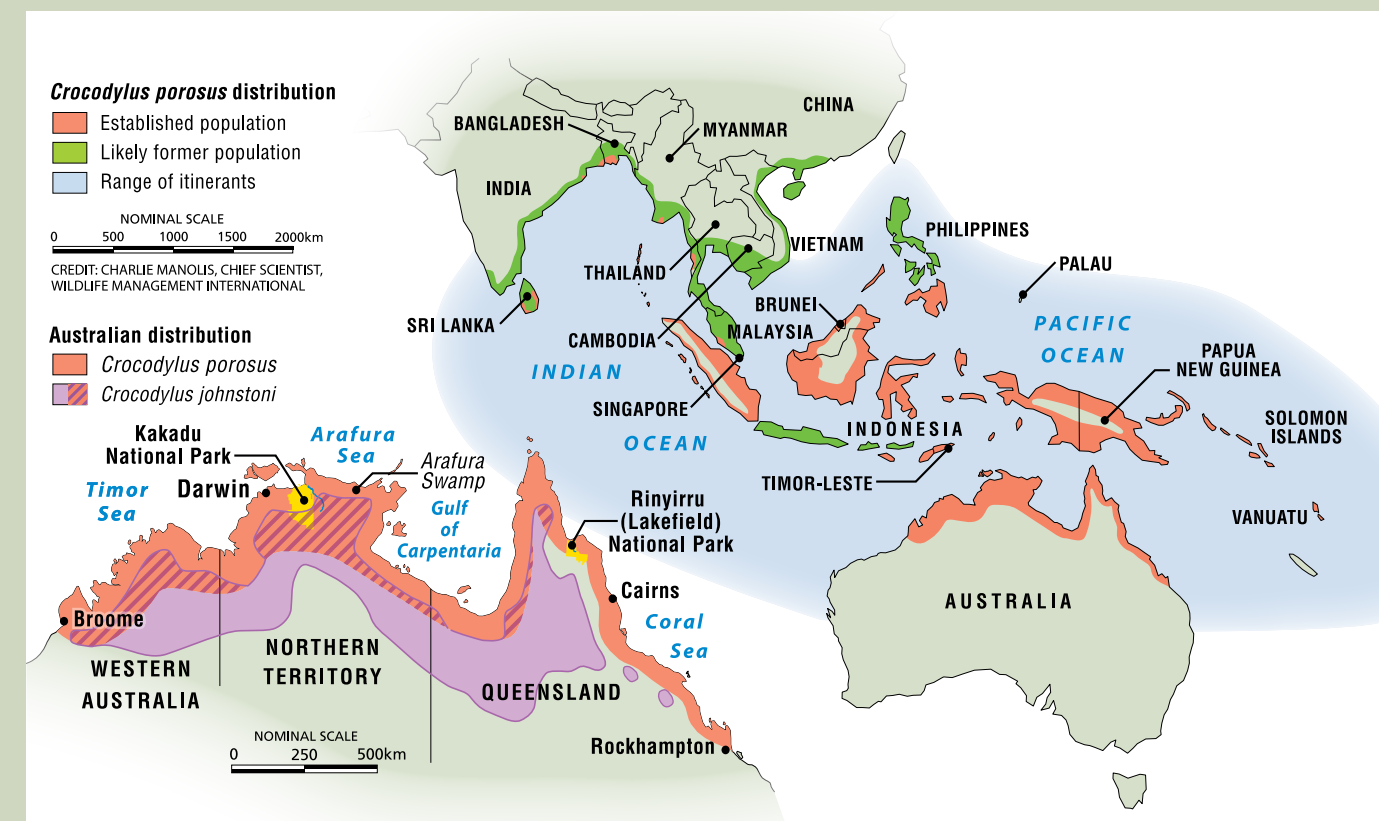 Crocodylus porosus distribution
Established population
Likely former population
Range of itinerants
NOMINAL SCALE
0 500 1000 1500 2000km
CREDIT: CHARLIE MANOLIS, CHIEF SCIENTIST,
WILDLIFE MANAGEMENT INTERNATIONAL
Australian distribution
Crocodylus porosus
Crocodylus johnstoni
CHINA
BANGLADESH
MYANMAR
INDIA
VIETNAM
PHILIPPINES
THAILAND
PALAU
SRI LANKA
BRUNEI
MALAYSIA
CAMBODIA
PACIFIC
OCEAN
PAPUA
NEW GUINEA
INDIAN
OCEAN
SINGAPORE
INDONESIA
SOLOMON
ISLANDS
TIMOR-LESTE
VANUATU
AUSTRALIA
Kakadu
National Park
Arafura
Sea
Arafura
Swamp
Timor
Sea
Darwin
Gulf
of
Carpentaria
Rinyirru
(Lakefield)
National Park
Cairns
Coral
Sea
Broome
WESTERN
AUSTRALIA
NORTHERN
TERRITORY
QUEENSLAND
Rockhampton
NOMINAL SCALE
0 250 500km